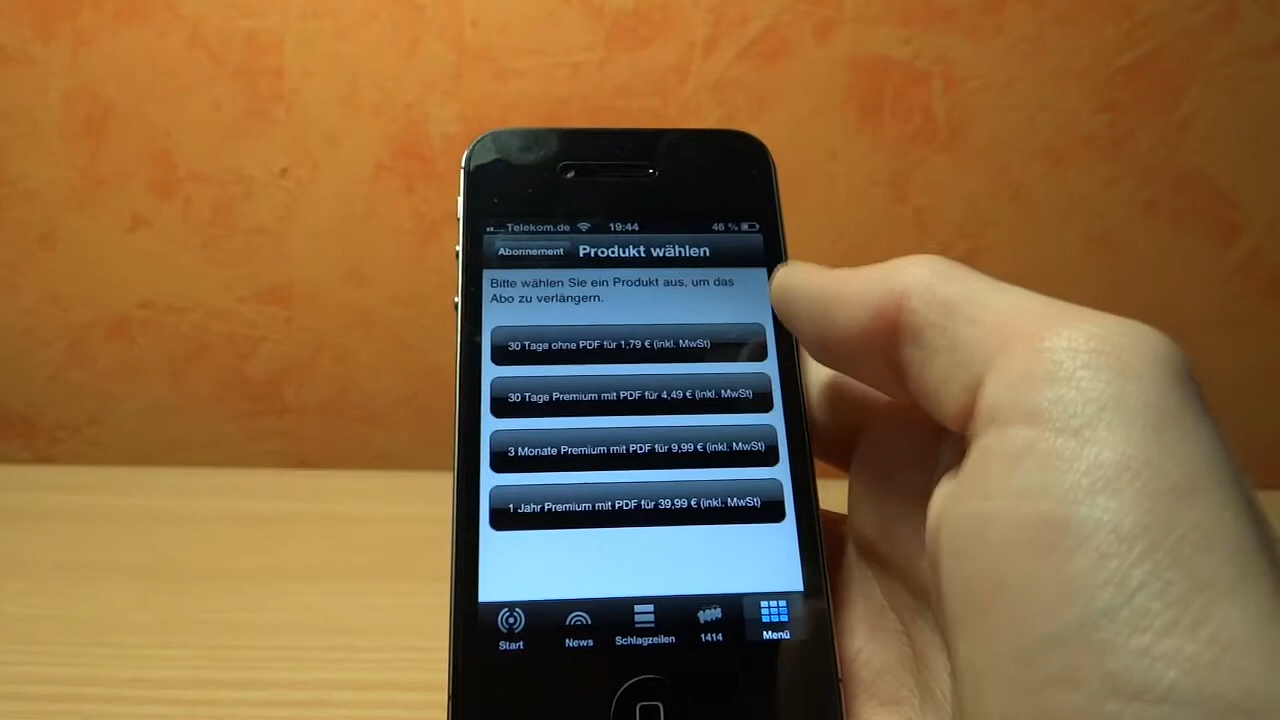 Telekom.de 19:44 46 %
Abonnement Produkt wählen
Bitte wählen Sie ein Produkt aus, um das
Abo zu verlängern.
30 Tage ohne PDF für 1,79 € (inkl. MwSt)
30 Tage Premium mit PDF für 4,49 € (inkl. MwSt)
3 Monate Premium mit PDF für 9,99 € (inkl. MwSt)
1 Jahr Premium mit PDF für 39,99 € (inkl. MwSt)
Start News Schlagzeilen 1414 Menü